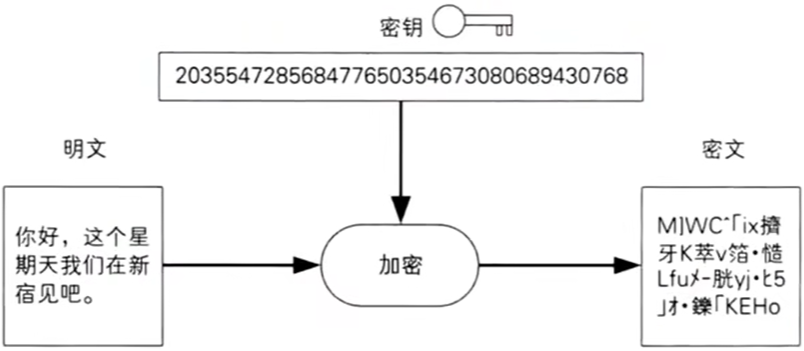 密钥
203554728568477650354673080689430768
明文
密文
你好，这个星
期天我们在新
宿见吧。
加密
M]WC^「ix擠
牙K萃v箔･慥
Lfuﾒ-胱yj･ﾋ5
｣ｵ･鑠｢KEHo